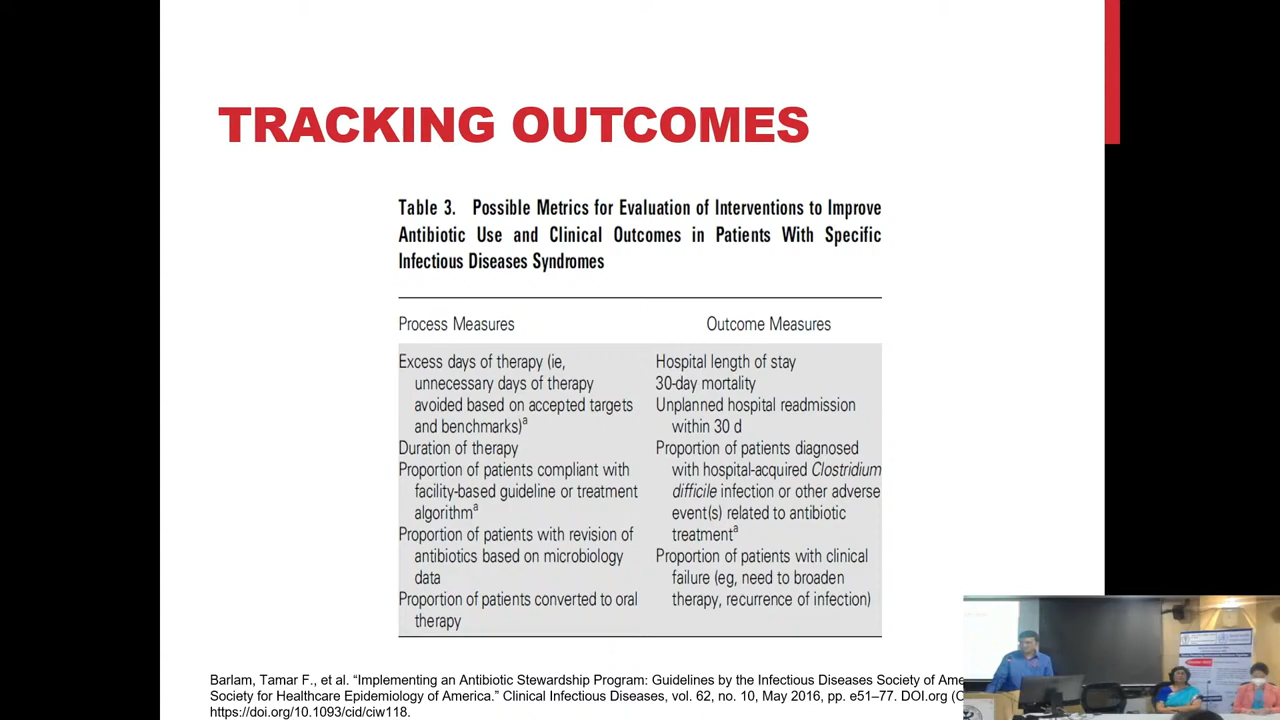 TRACKING OUTCOMES
Table 3. Possible Metrics for Evaluation of Interventions to Improve
Antibiotic Use and Clinical Outcomes in Patients With Specific
Infectious Diseases Syndromes
Process Measures
Excess days of therapy (ie,
unnecessary days of therapy
avoided based on accepted targets
and benchmarks)a
Duration of therapy
Proportion of patients compliant with
facility-based guideline or treatment
algorithma
Proportion of patients with revision of
antibiotics based on microbiology
data
Proportion of patients converted to oral
therapy
Outcome Measures
Hospital length of stay
30-day mortality
Unplanned hospital readmission
within 30 d
Proportion of patients diagnosed
with hospital-acquired Clostridium
difficile infection or other adverse
event(s) related to antibiotic
treatmenta
Proportion of patients with clinical
failure (eg, need to broaden
therapy, recurrence of infection)
Barlam, Tamar F., et al. “Implementing an Antibiotic Stewardship Program: Guidelines by the Infectious Diseases Society of Ame
Society for Healthcare Epidemiology of America.” Clinical Infectious Diseases, vol. 62, no. 10, May 2016, pp. e51–77. DOI.org (C
https://doi.org/10.1093/cid/ciw118.